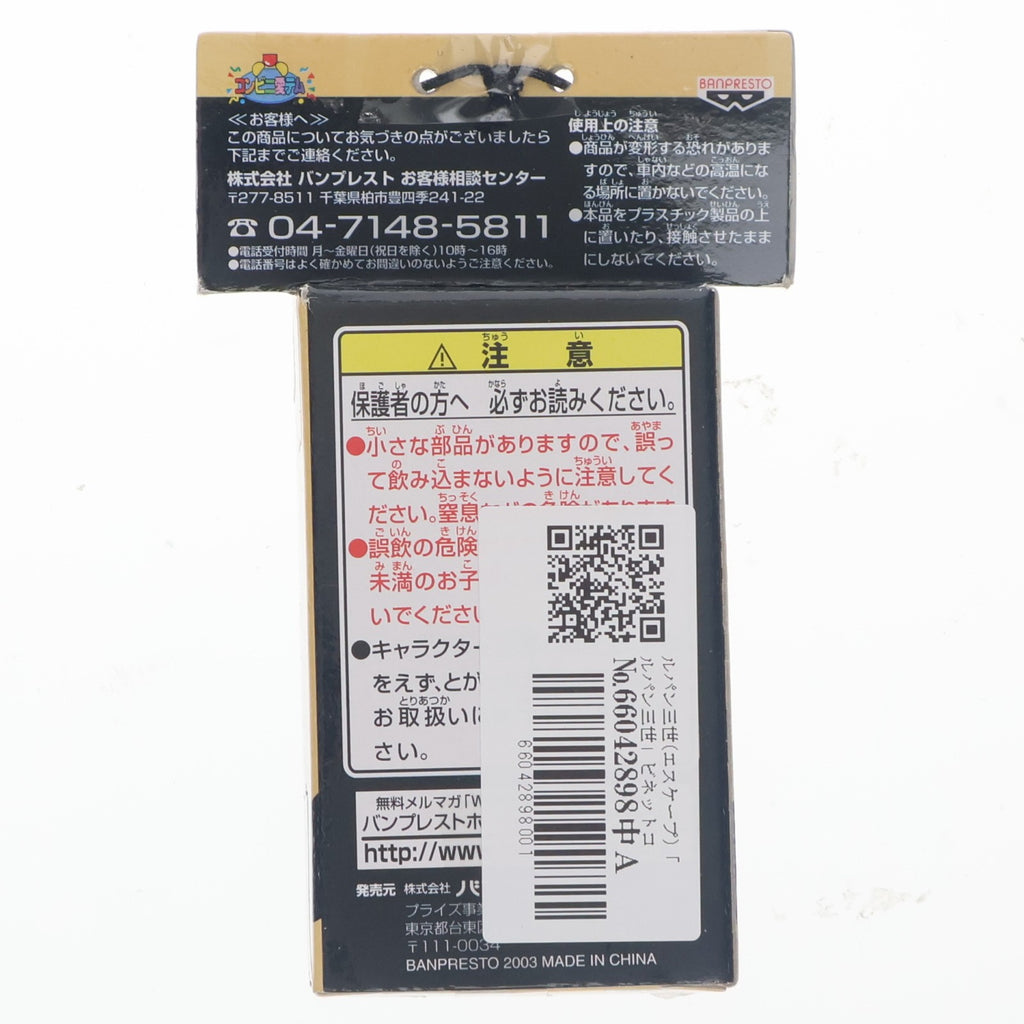 コンビニ愛テム
BANPRESTO
≪お客様へ≫
この商品についてお気づきの点がございましたら
下記までご連絡ください。
株式会社 バンプレスト お客様相談センター
〒277-8511 千葉県柏市豊四季241-22
☎ 04-7148-5811
●電話受付時間 月～金曜日(祝日を除く)10時～16時
●電話番号はよく確かめてお間違いのないようご注意ください。
使用上の注意
●商品が変形する恐れがありま
すので、車内などの高温にな
る場所に置かないでください。
●本品をプラスチック製品の上
に置いたり、接触させたまま
にしないでください。
⚠ 注意
保護者の方へ 必ずお読みください。
●小さな部品がありますので、誤っ
て飲み込まないように注意してく
ださい。窒息などの危険があります
●誤飲の危険
未満のお子
いでくださ
●キャラクター
をえず、とが
お取扱いに
さい。
無料メルマガ「W
バンプレストホ
http://www
発売元 株式会社 バ
プライズ事業
東京都台東区
〒111-0034
BANPRESTO 2003 MADE IN CHINA
ルパン三世(エスケープ) 「
ルパン三世」 ビネットコ
No.66042898中 A
66042898001